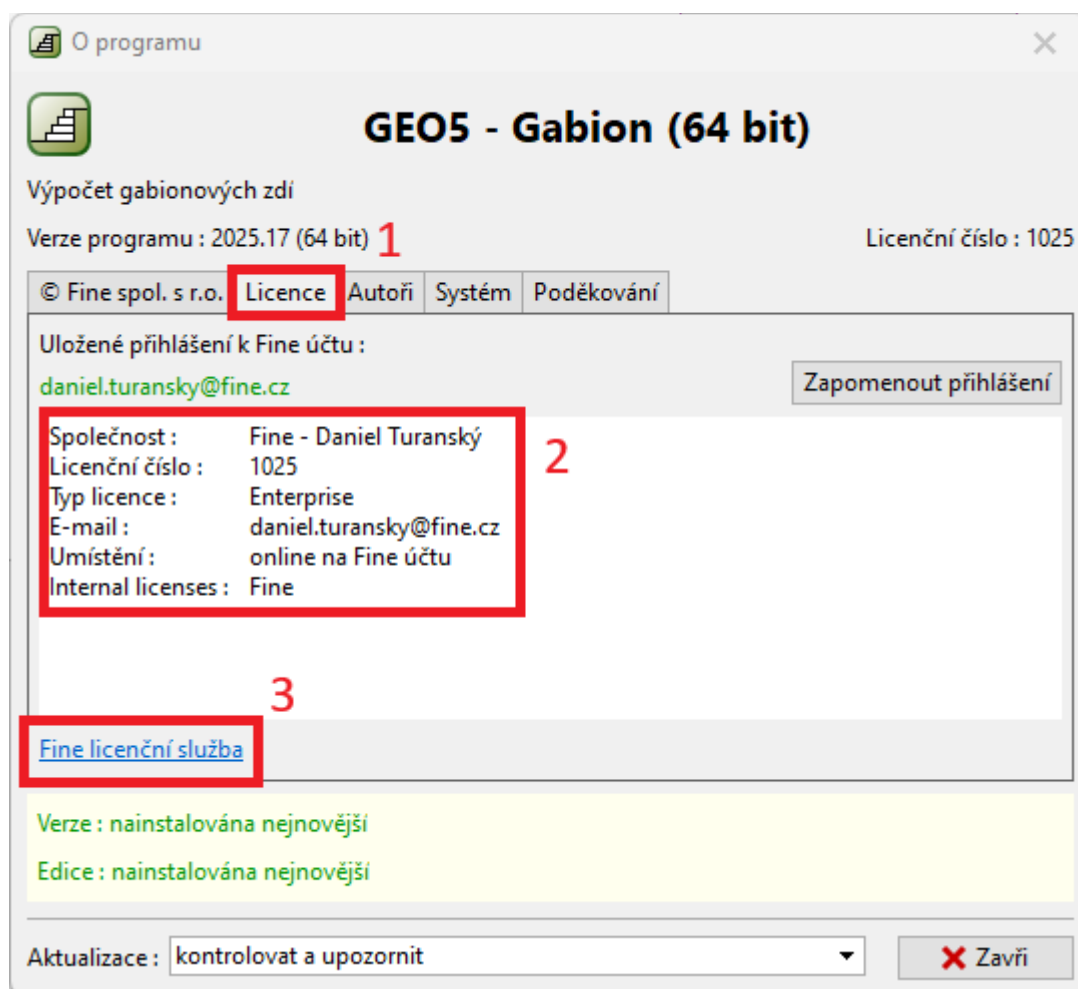 O programu
GEO5 - Gabion (64 bit)
Výpočet gabionových zdí
Verze programu : 2025.17 (64 bit) 1 Licenční číslo : 1025
© Fine spol. s r.o. Licence Autoři Systém Poděkování
Uložené přihlášení k Fine účtu :
daniel.turansky@fine.cz Zapomenout přihlášení
Společnost : Fine - Daniel Turanský
2
Licenční číslo : 1025
Typ licence : Enterprise
E-mail : daniel.turansky@fine.cz
Umístění : online na Fine účtu
Internal licenses : Fine
3
Fine licenční služba
Verze : nainstalována nejnovější
Edice : nainstalována nejnovější
Aktualizace : kontrolovat a upozornit Zavři